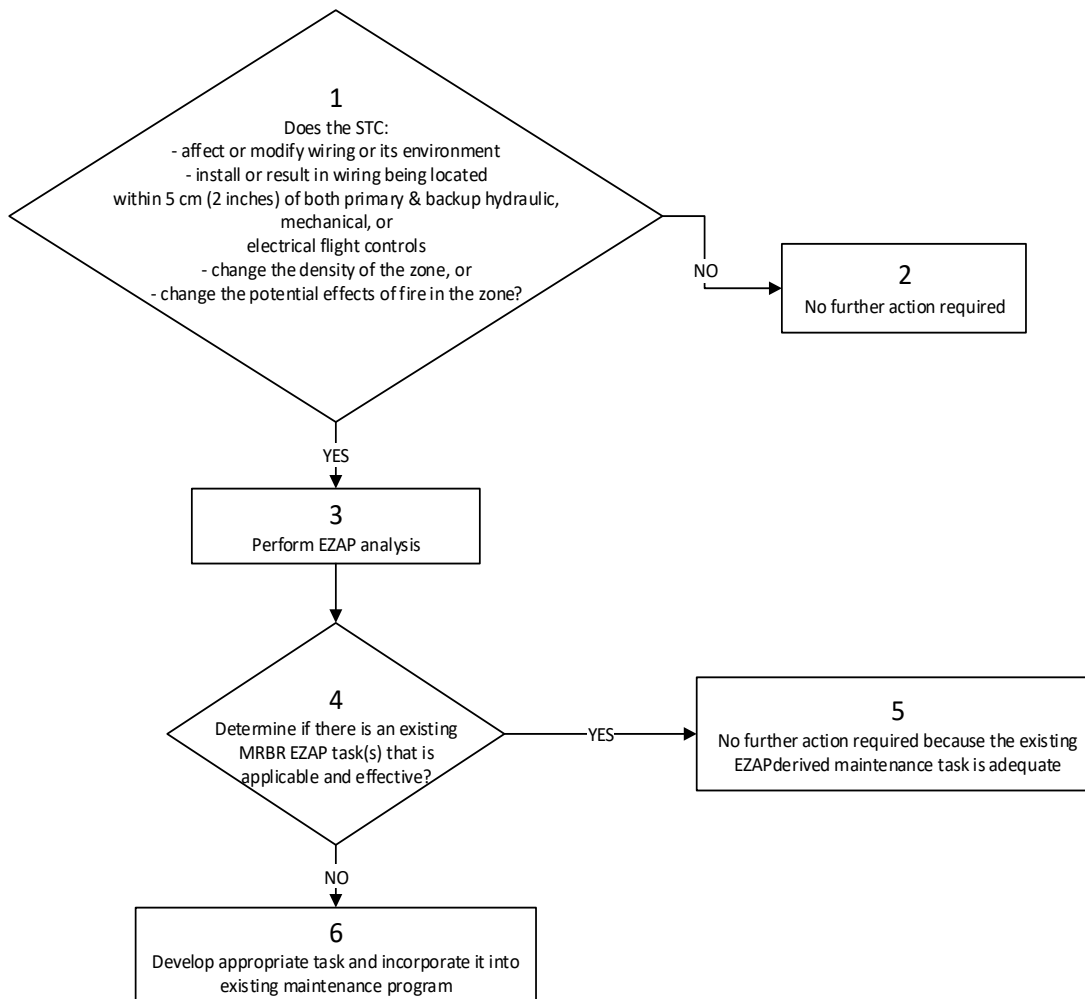 1
Does the STC:
- affect or modify wiring or its environment
- install or result in wiring being located
within 5 cm (2 inches) of both primary & backup hydraulic,
mechanical, or
electrical flight controls
- change the density of the zone, or
- change the potential effects of fire in the zone?
NO
2
No further action required
YES
3
Perform EZAP analysis
4
Determine if there is an existing
MRBR EZAP task(s) that is
applicable and effective?
YES
5
No further action required because the existing
EZAPderived maintenance task is adequate
NO
6
Develop appropriate task and incorporate it into
existing maintenance program